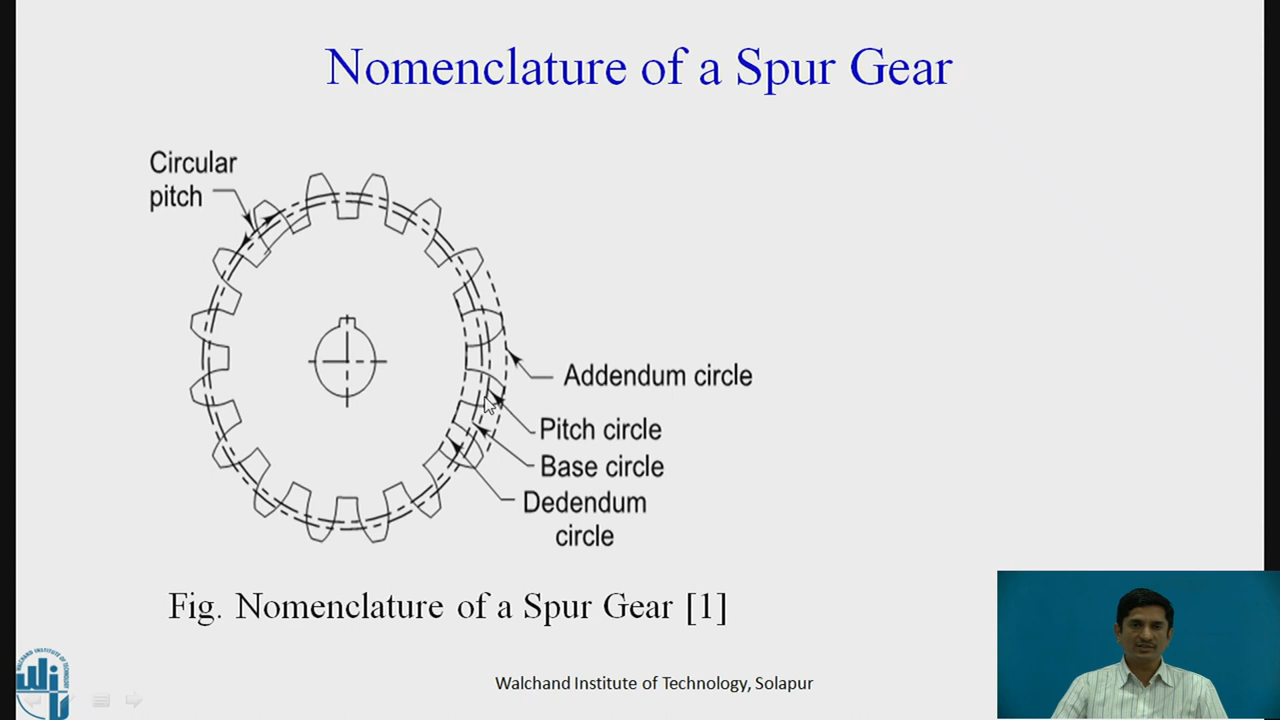 Nomenclature of a Spur Gear
Circular
pitch
Addendum circle
Pitch circle
Base circle
Dedendum
circle
Fig. Nomenclature of a Spur Gear [1]
Walchand Institute of Technology, Solapur